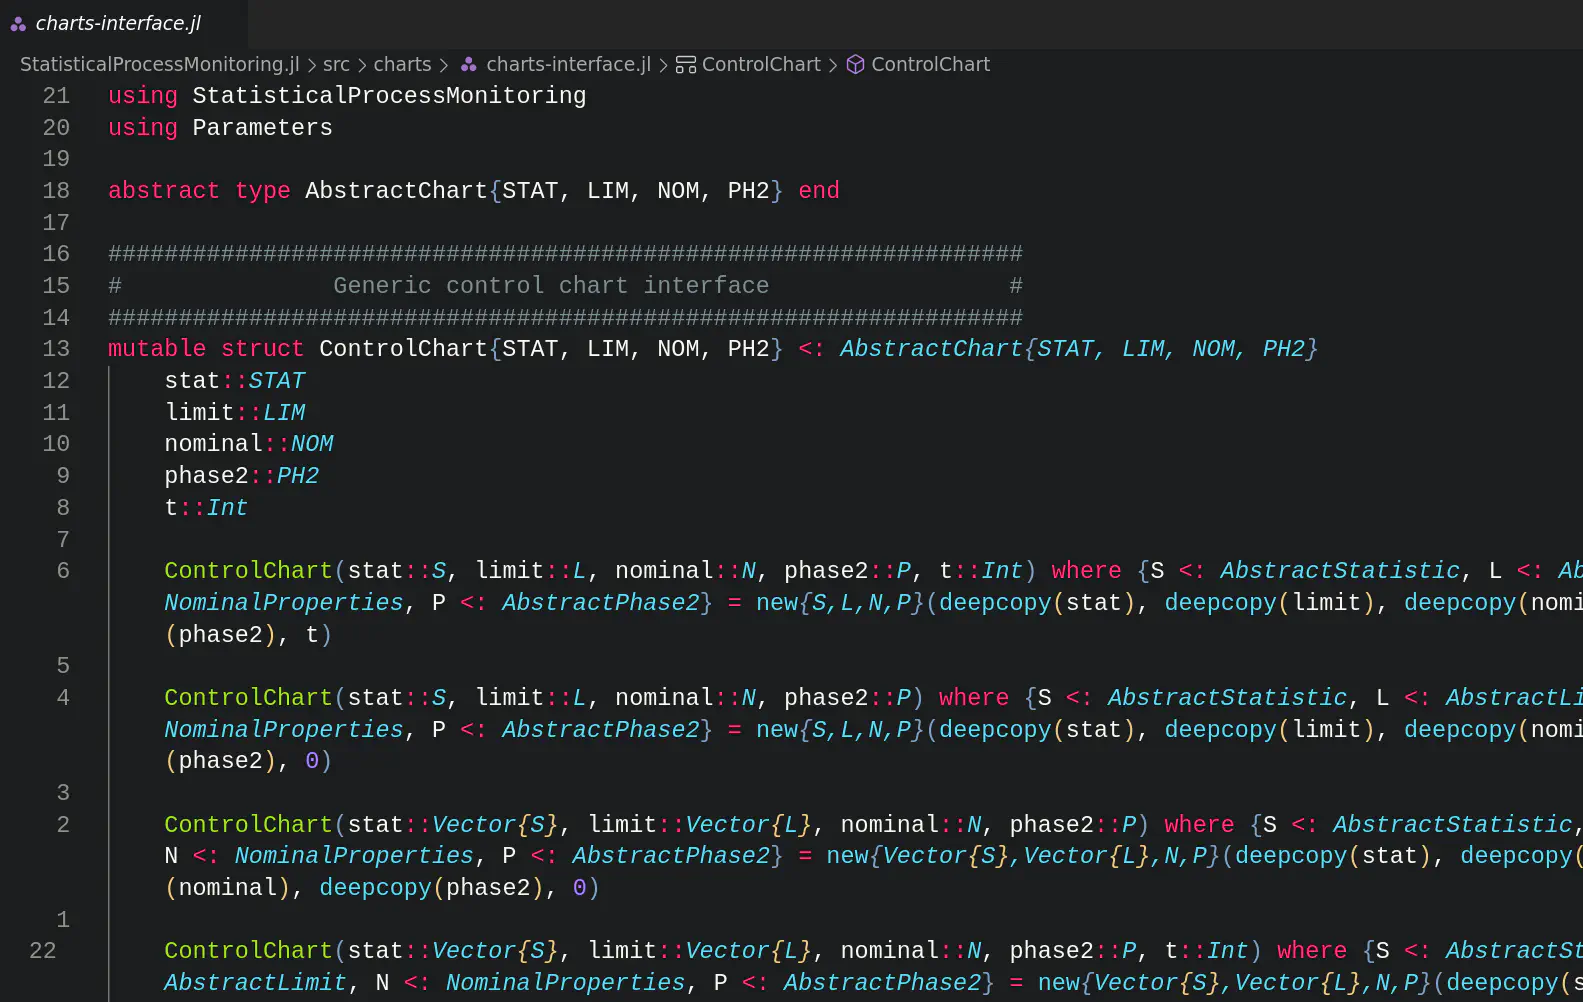 charts-interface.jl
StatisticalProcessMonitoring.jl > src > charts > charts-interface.jl > ControlChart > ControlChart
21 using StatisticalProcessMonitoring
20 using Parameters
19
18 abstract type AbstractChart{STAT, LIM, NOM, PH2} end
17
16 #################################################################
15 #               Generic control chart interface                 #
14 #################################################################
13 mutable struct ControlChart{STAT, LIM, NOM, PH2} <: AbstractChart{STAT, LIM, NOM, PH2}
12 stat::STAT
11 limit::LIM
10 nominal::NOM
9 phase2::PH2
8 t::Int
7
6 ControlChart(stat::S, limit::L, nominal::N, phase2::P, t::Int) where {S <: AbstractStatistic, L <: Ab
NominalProperties, P <: AbstractPhase2} = new{S,L,N,P}(deepcopy(stat), deepcopy(limit), deepcopy(nomi
(phase2), t)
5
4 ControlChart(stat::S, limit::L, nominal::N, phase2::P) where {S <: AbstractStatistic, L <: AbstractLi
NominalProperties, P <: AbstractPhase2} = new{S,L,N,P}(deepcopy(stat), deepcopy(limit), deepcopy(nomi
(phase2), 0)
3
2 ControlChart(stat::Vector{S}, limit::Vector{L}, nominal::N, phase2::P) where {S <: AbstractStatistic,
N <: NominalProperties, P <: AbstractPhase2} = new{Vector{S},Vector{L},N,P}(deepcopy(stat), deepcopy(
(nominal), deepcopy(phase2), 0)
1
22 ControlChart(stat::Vector{S}, limit::Vector{L}, nominal::N, phase2::P, t::Int) where {S <: AbstractSt
AbstractLimit, N <: NominalProperties, P <: AbstractPhase2} = new{Vector{S},Vector{L},N,P}(deepcopy(s